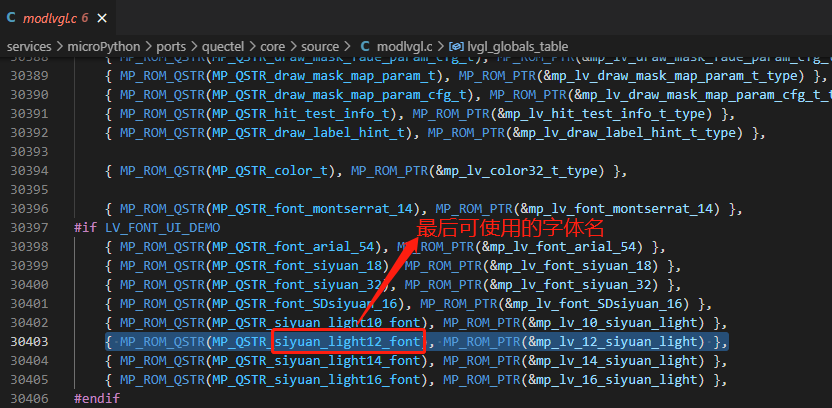 modlvgl.c 6 ×
services > microPython > ports > quectel > core > source > C modlvgl.c > lvgl_globals_table
30388 { MP_ROM_QSTR(MP_QSTR_draw_mask_fade_param_cfg_t), MP_ROM_PTR(&mp_lv_draw_mask_fade_param_cfg_t
30389 { MP_ROM_QSTR(MP_QSTR_draw_mask_map_param_t), MP_ROM_PTR(&mp_lv_draw_mask_map_param_t_type) },
30390 { MP_ROM_QSTR(MP_QSTR_draw_mask_map_param_cfg_t), MP_ROM_PTR(&mp_lv_draw_mask_map_param_cfg_t_t
30391 { MP_ROM_QSTR(MP_QSTR_hit_test_info_t), MP_ROM_PTR(&mp_lv_hit_test_info_t_type) },
30392 { MP_ROM_QSTR(MP_QSTR_draw_label_hint_t), MP_ROM_PTR(&mp_lv_draw_label_hint_t_type) },
30393
30394 { MP_ROM_QSTR(MP_QSTR_color_t), MP_ROM_PTR(&mp_lv_color32_t_type) },
30395
30396 { MP_ROM_QSTR(MP_QSTR_font_montserrat_14), MP_ROM_PTR(&mp_lv_font_montserrat_14) },
30397 #if LV_FONT_UI_DEMO
最后可使用的字体名
30398 { MP_ROM_QSTR(MP_QSTR_font_arial_54), MP_ROM_PTR(&mp_lv_font_arial_54) },
30399 { MP_ROM_QSTR(MP_QSTR_font_siyuan_18), MP_ROM_PTR(&mp_lv_font_siyuan_18) },
30400 { MP_ROM_QSTR(MP_QSTR_font_siyuan_32), MP_ROM_PTR(&mp_lv_font_siyuan_32) },
30401 { MP_ROM_QSTR(MP_QSTR_font_SDsiyuan_16), MP_ROM_PTR(&mp_lv_font_SDsiyuan_16) },
30402 { MP_ROM_QSTR(MP_QSTR_siyuan_light10_font), MP_ROM_PTR(&mp_lv_10_siyuan_light) },
30403 { MP_ROM_QSTR(MP_QSTR_siyuan_light12_font), MP_ROM_PTR(&mp_lv_12_siyuan_light) },
30404 { MP_ROM_QSTR(MP_QSTR_siyuan_light14_font), MP_ROM_PTR(&mp_lv_14_siyuan_light) },
30405 { MP_ROM_QSTR(MP_QSTR_siyuan_light16_font), MP_ROM_PTR(&mp_lv_16_siyuan_light) },
30406 #endif